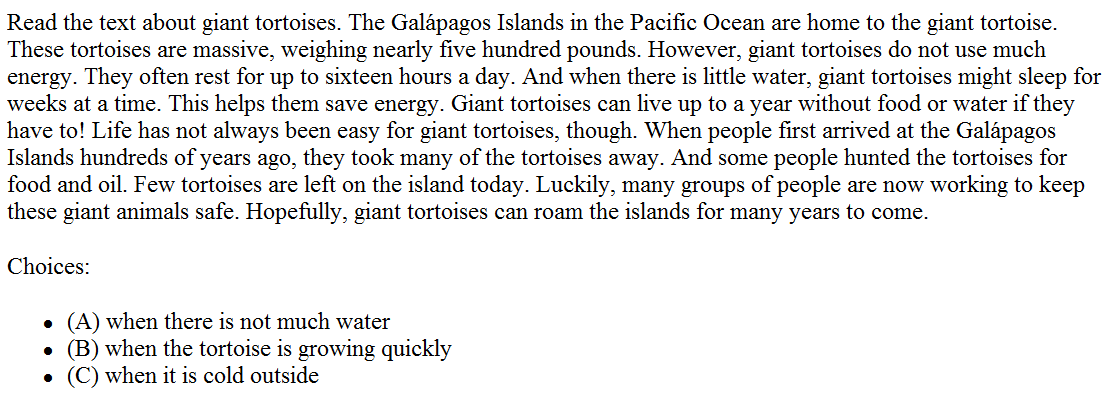 Read the text about giant tortoises. The Galápagos Islands in the Pacific Ocean are home to the giant tortoise.
These tortoises are massive, weighing nearly five hundred pounds. However, giant tortoises do not use much
energy. They often rest for up to sixteen hours a day. And when there is little water, giant tortoises might sleep for
weeks at a time. This helps them save energy. Giant tortoises can live up to a year without food or water if they
have to! Life has not always been easy for giant tortoises, though. When people first arrived at the Galápagos
Islands hundreds of years ago, they took many of the tortoises away. And some people hunted the tortoises for
food and oil. Few tortoises are left on the island today. Luckily, many groups of people are now working to keep
these giant animals safe. Hopefully, giant tortoises can roam the islands for many years to come.
Choices:
• (A) when there is not much water
• (B) when the tortoise is growing quickly
• (C) when it is cold outside